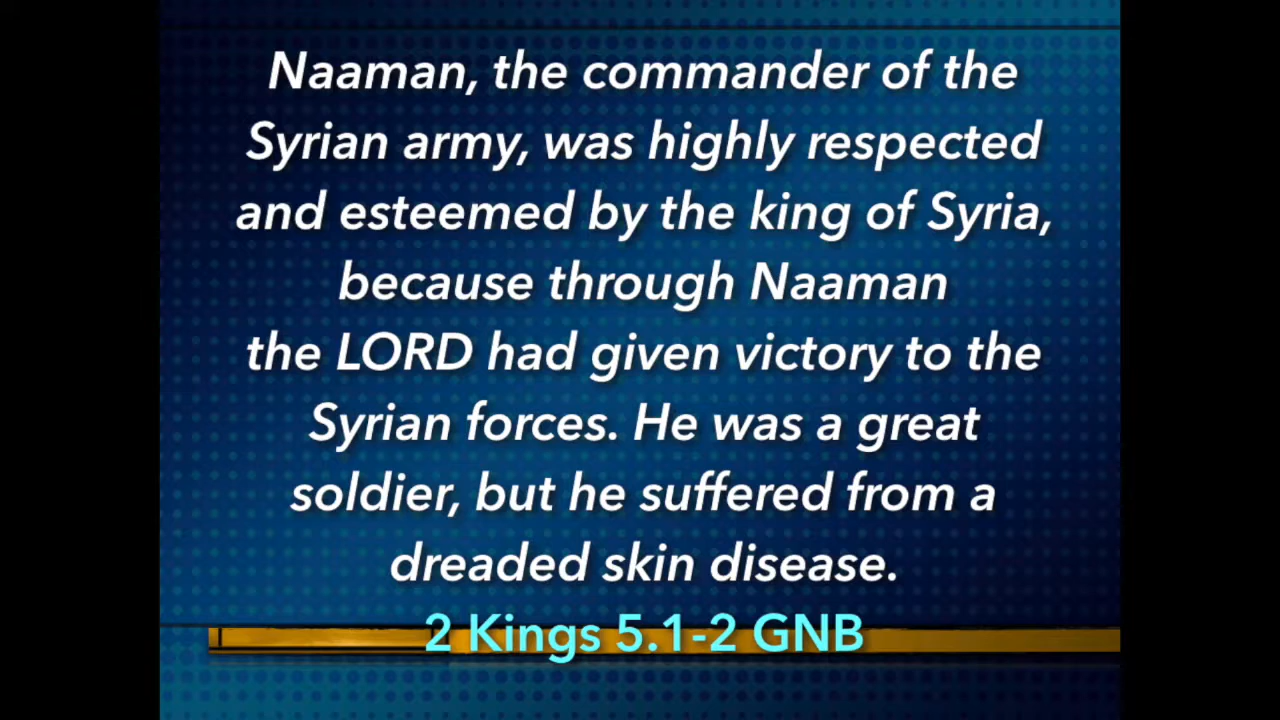 Naaman, the commander of the
Syrian army, was highly respected
and esteemed by the king of Syria,
because through Naaman
the LORD had given victory to the
Syrian forces. He was a great
soldier, but he suffered from a
dreaded skin disease.
2 Kings 5.1-2 GNB